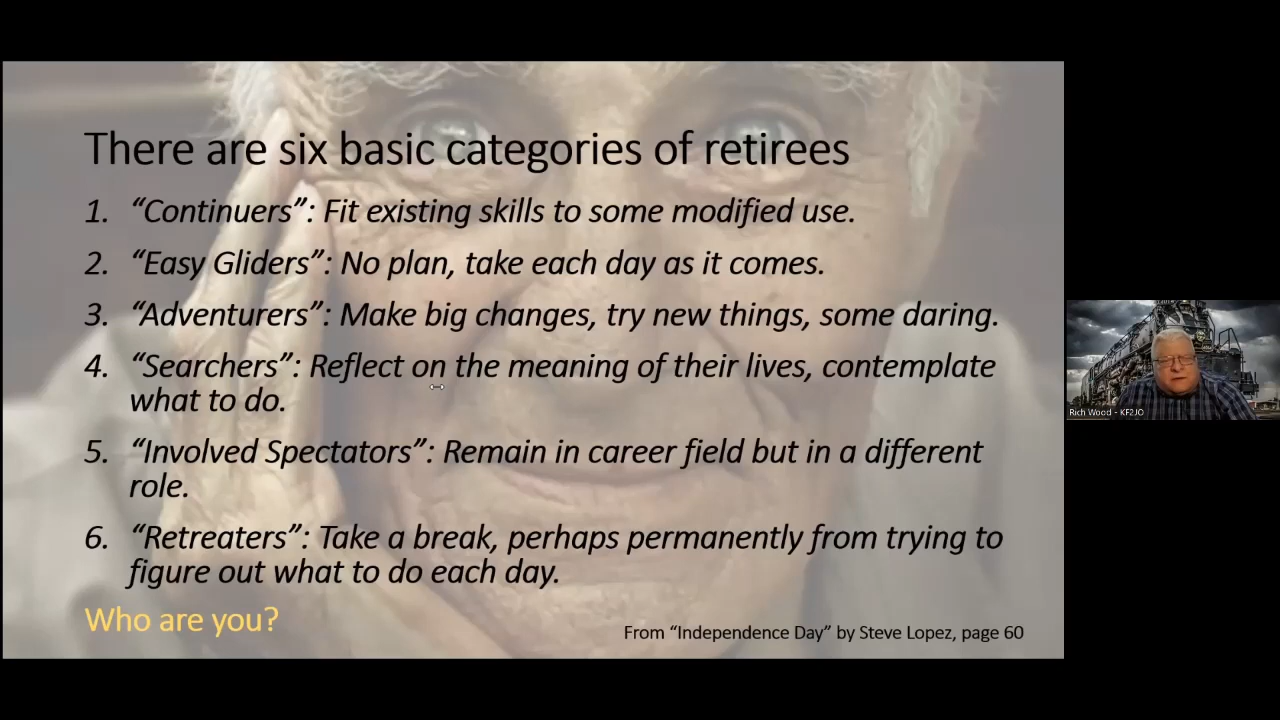 There are six basic categories of retirees
1. “Continuers”: Fit existing skills to some modified use.
2. “Easy Gliders”: No plan, take each day as it comes.
3. “Adventurers”: Make big changes, try new things, some daring.
4. “Searchers”: Reflect on the meaning of their lives, contemplate
what to do.
5. “Involved Spectators”: Remain in career field but in a different
role.
6. “Retreaters”: Take a break, perhaps permanently from trying to
figure out what to do each day.
Who are you?
From “Independence Day” by Steve Lopez, page 60
Rich Wood - KF2JO